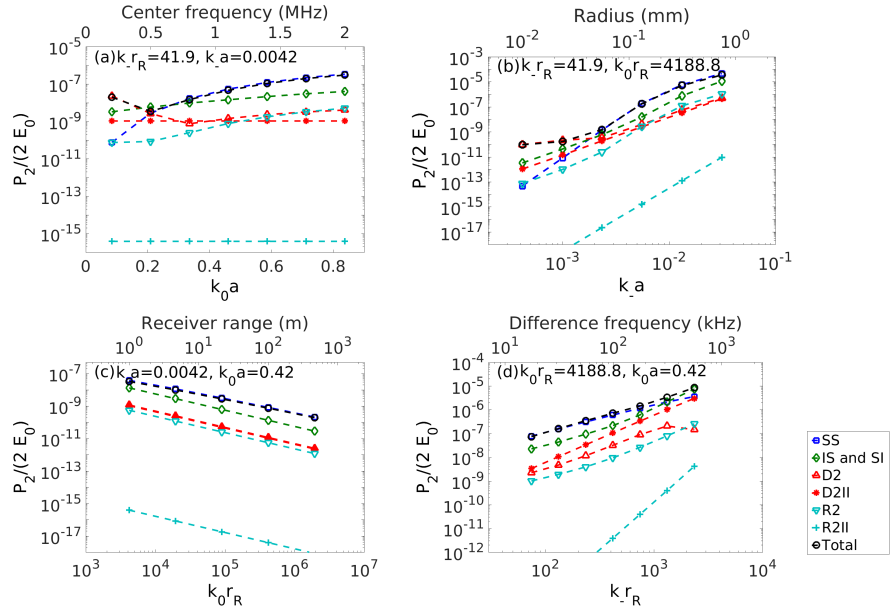 Center frequency (MHz)
0 0.5 1 1.5 2
(a)k_r_R=41.9, k_a=0.0042
10^-5
10^-7
10^-9
10^-11
10^-13
10^-15
P_2/(2 E_0)
0 0.2 0.4 0.6 0.8
k_0a
Radius (mm)
10^-2 10^-1 10^0
(b)k_r_R=41.9, k_0r_R=4188.8
10^-5
10^-7
10^-9
10^-11
10^-13
10^-15
10^-17
P_2/(2 E_0)
10^-3 10^-2 10^-1
k_a
Receiver range (m)
10^0 10^1 10^2 10^3
(c)k_a=0.0042, k_0a=0.42
10^-7
10^-9
10^-11
10^-13
10^-15
10^-17
P_2/(2 E_0)
10^3 10^4 10^5 10^6 10^7
k_0r_R
Difference frequency (kHz)
10^1 10^2 10^3
(d)k_0r_R=4188.8, k_0a=0.42
10^-4
10^-5
10^-6
10^-7
10^-8
10^-9
10^-10
10^-11
10^-12
P_2/(2 E_0)
10^2 10^3 10^4
k_r_R
SS
IS and SI
D2
D2II
R2
R2II
Total